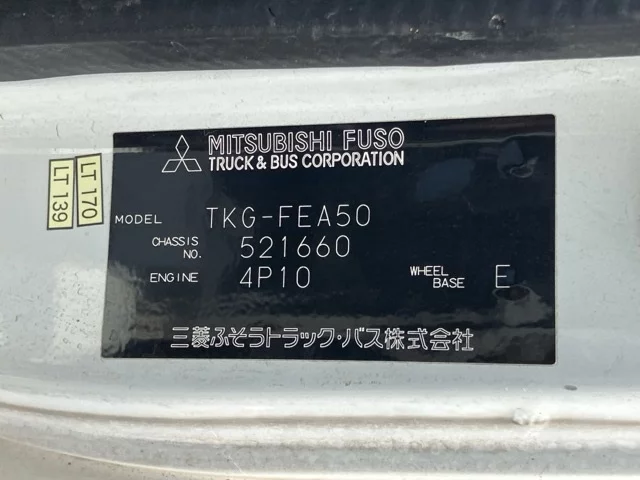 MITSUBISHI FUSO
TRUCK & BUS CORPORATION
LT 170
LT 139
MODEL TKG-FEA50
CHASSIS NO. 521660
ENGINE 4P10 WHEEL BASE E
三菱ふそうトラック・バス株式会社